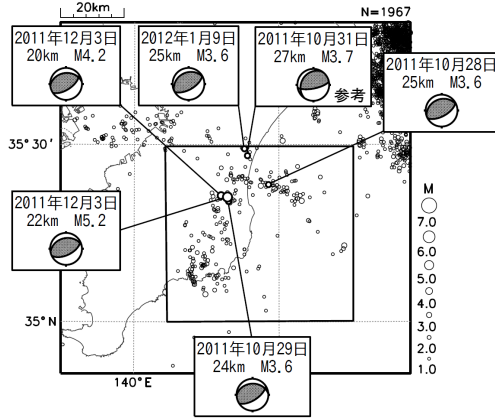 20km
N=1967
2011年12月3日
20km M4.2
2012年1月9日
25km M3.6
2011年10月31日
27km M3.7
参考
2011年10月28日
25km M3.6
35°30'
2011年12月3日
22km M5.2
M
7.0
6.0
5.0
4.0
3.0
2.0
1.0
35°N
2011年10月29日
24km M3.6
140°E